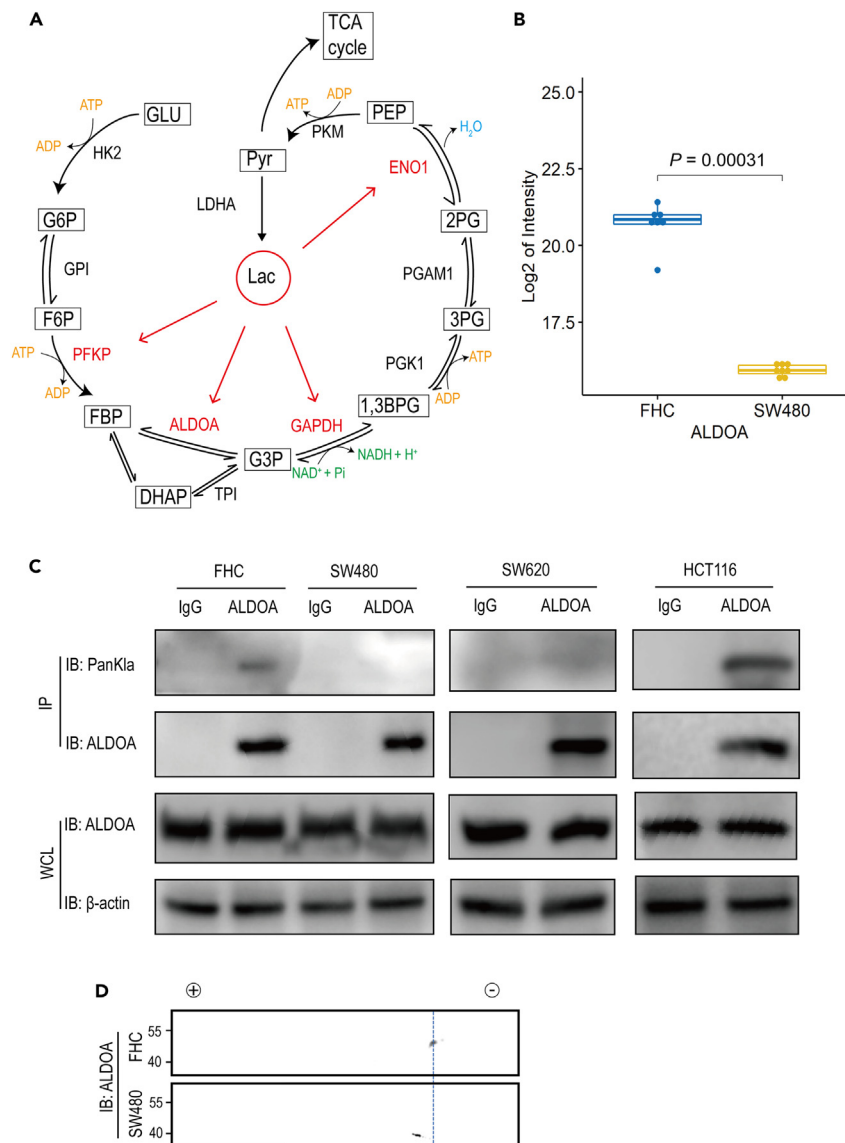 A
TCA
cycle
ATP
GLU
ADP
HK2
ATP
ADP
PEP
PKM
H₂O
Pyr
ENO1
LDHA
G6P
2PG
GPI
Lac
PGAM1
F6P
3PG
ATP
PFKP
PGK1
ATP
ADP
ADP
FBP
ALDOA
GAPDH
1,3BPG
G3P
NADH + H⁺
NAD⁺ + Pi
DHAP
TPI
B
25.0
P = 0.00031
22.5
20.0
17.5
Log2 of Intensity
FHC
SW480
ALDOA
C
FHC
SW480
SW620
HCT116
IgG
ALDOA
IgG
ALDOA
IgG
ALDOA
IgG
ALDOA
IP
IB: PanKla
IB: ALDOA
WCL
IB: ALDOA
IB: β-actin
D
+
-
IB: ALDOA
FHC
55
40
SW480
55
40